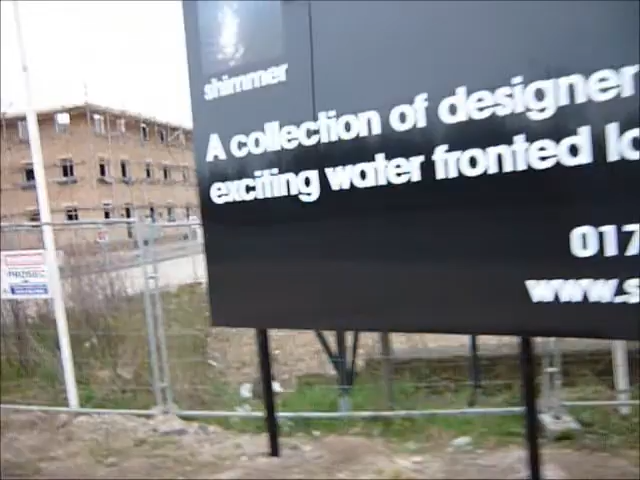 shimmer
A collection of designer
exciting water fronted lo
017
www.s